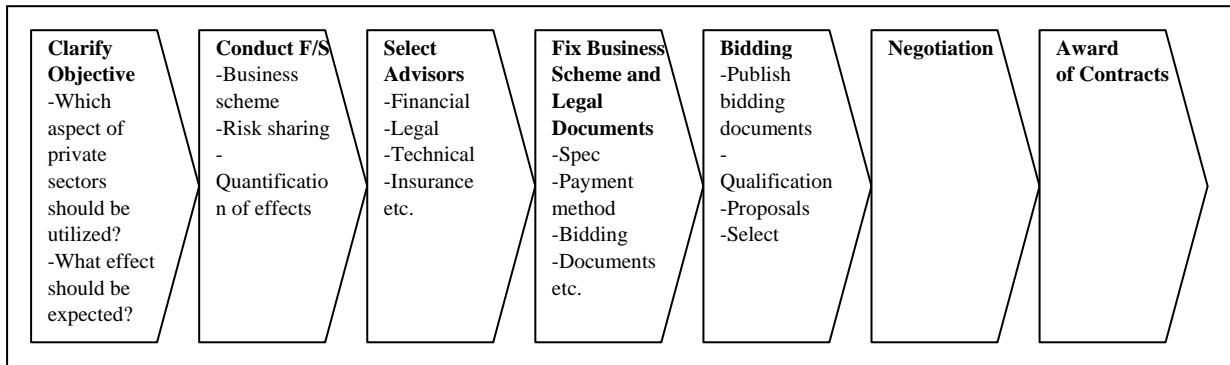 Clarify
Objective
-Which
aspect of
private
sectors
should be
utilized?
-What effect
should be
expected?
Conduct F/S
-Business
scheme
-Risk sharing
-
Quantificatio
n of effects
Select
Advisors
-Financial
-Legal
-Technical
-Insurance
etc.
Fix Business
Scheme and
Legal
Documents
-Spec
-Payment
method
-Bidding
-Documents
etc.
Bidding
-Publish
bidding
documents
-
Qualification
-Proposals
-Select
Negotiation
Award
of Contracts